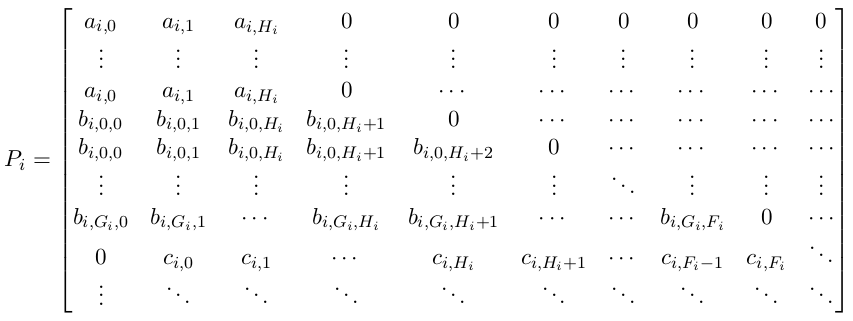 a_{i,0} a_{i,1} a_{i,H_i} 0 0 0 0 0 0 0
⋮ ⋮ ⋮ ⋮ ⋮ ⋮ ⋮ ⋮ ⋮ ⋮
a_{i,0} a_{i,1} a_{i,H_i} 0 ⋯ ⋯ ⋯ ⋯ ⋯ ⋯
b_{i,0,0} b_{i,0,1} b_{i,0,H_i} b_{i,0,H_i+1} 0 ⋯ ⋯ ⋯ ⋯ ⋯
P_i = b_{i,0,0} b_{i,0,1} b_{i,0,H_i} b_{i,0,H_i+1} b_{i,0,H_i+2} 0 ⋯ ⋯ ⋯ ⋯
⋮ ⋮ ⋮ ⋮ ⋮ ⋮ ⋱ ⋮ ⋮ ⋮
b_{i,G_i,0} b_{i,G_i,1} ⋯ b_{i,G_i,H_i} b_{i,G_i,H_i+1} ⋯ ⋯ b_{i,G_i,F_i} 0 ⋯
0 c_{i,0} c_{i,1} ⋯ c_{i,H_i} c_{i,H_i+1} ⋯ c_{i,F_i−1} c_{i,F_i} ⋱
⋮ ⋱ ⋱ ⋱ ⋱ ⋱ ⋱ ⋱ ⋱ ⋱